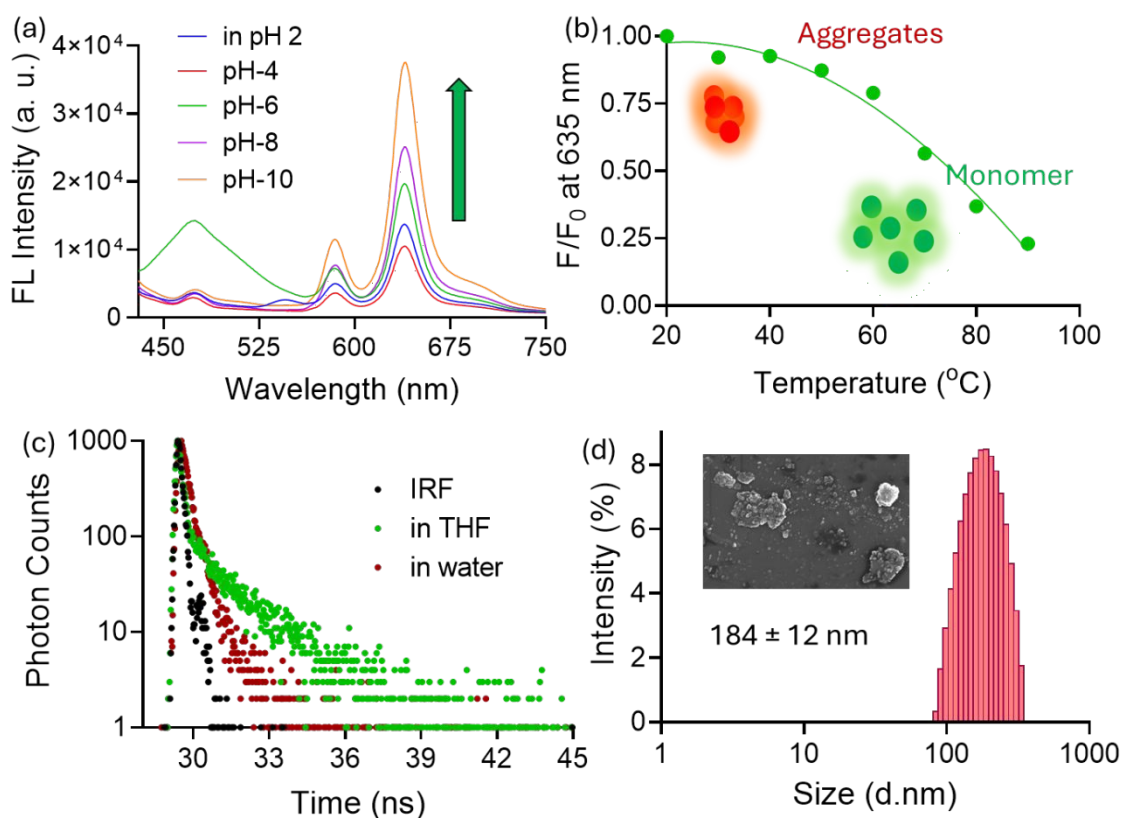 (a)
in pH 2
pH-4
pH-6
pH-8
pH-10
4×10⁴
3×10⁴
2×10⁴
1×10⁴
0
FL Intensity (a. u.)
450 525 600 675 750
Wavelength (nm)
(b)
Aggregates
Monomer
1.00
0.75
0.50
0.25
0.00
F/F₀ at 635 nm
20 40 60 80 100
Temperature (°C)
(c)
1000
100
10
1
Photon Counts
IRF
in THF
in water
30 33 36 39 42 45
Time (ns)
(d)
8
6
4
2
0
Intensity (%)
184 ± 12 nm
1 10 100 1000
Size (d.nm)